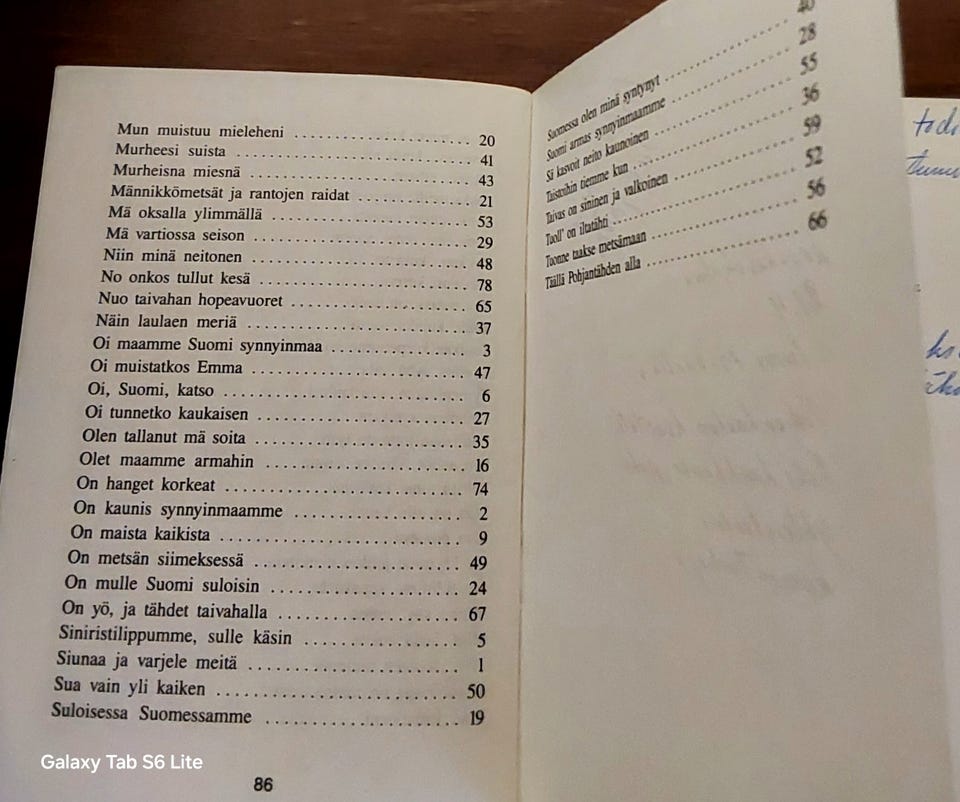 Mun muistuu mieleheni .......................... 20
Murheesi suista .................................. 41
Murheisna miesnä ................................ 43
Männikkömetsät ja rantojen raidat ................ 21
Mä oksalla ylimmällä ............................. 53
Mä vartiossa seison .............................. 29
Niin minä neitonen ............................... 48
No onkos tullut kesä ............................. 78
Nuo taivahan hopeavuoret ......................... 65
Näin laulaen meriä ............................... 37
Oi maamme Suomi synnyinmaa ....................... 3
Oi muistatkos Emma ............................... 47
Oi, Suomi, katso ................................. 6
Oi tunnetko kaukaisen ............................ 27
Olen tallanut mä soita ........................... 35
Olet maamme armahin .............................. 16
On hanget korkeat ................................ 74
On kaunis synnyinmaamme .......................... 2
On maista kaikista ............................... 9
On metsän siimeksessä ............................ 49
On mulle Suomi suloisin .......................... 24
On yö, ja tähdet taivahalla ...................... 67
Siniristilippumme, sulle käsin ................... 5
Siunaa ja varjele meitä .......................... 1
Sua vain yli kaiken .............................. 50
Suloisessa Suomessamme ........................... 19
86
Suomessa olen minä syntynyt ...................... 40
Suomi armas synnyinmaamme ........................ 28
Sä kasvoit neito kaunoinen ....................... 55
Taistoihin tiemme kun ............................ 36
Taivas on sininen ja valkoinen ................... 59
Tuoll' on iltatähti .............................. 52
Tuonne taakse metsämaan .......................... 56
Täällä Pohjantähden alla ......................... 66
Galaxy Tab S6 Lite